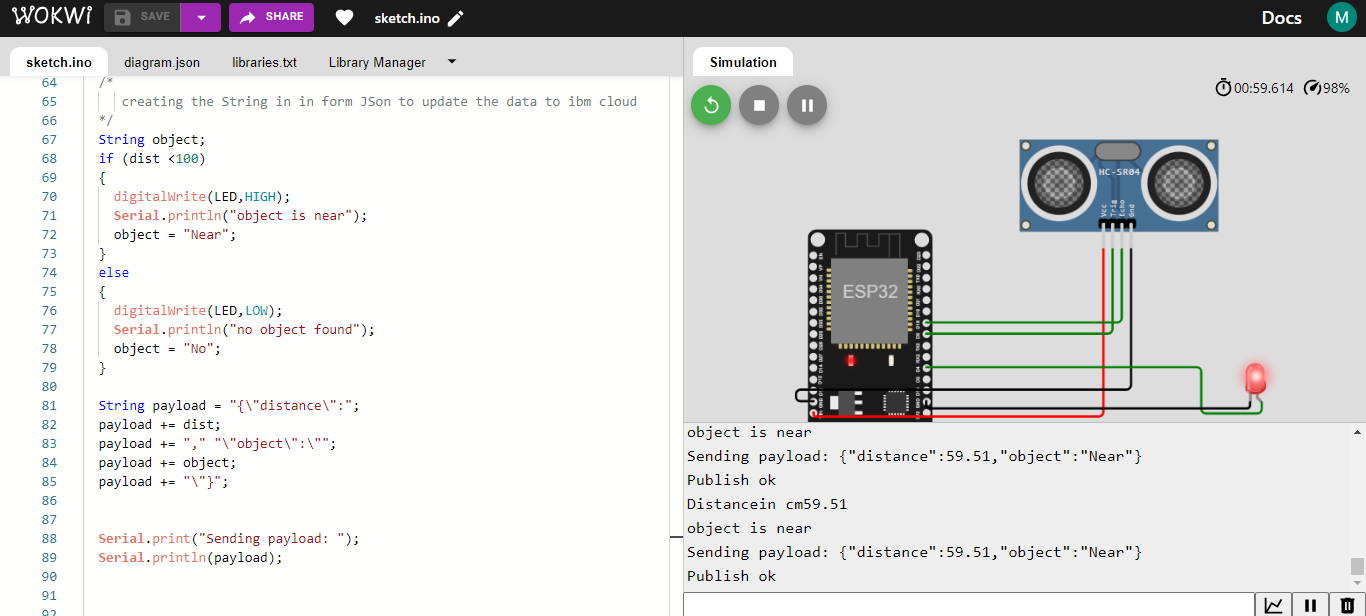 WOKWI
SAVE
SHARE
sketch.ino
Docs
M
sketch.ino
diagram.json
libraries.txt
Library Manager
64 /*
65 creating the String in in form JSon to update the data to ibm cloud
66 */
67 String object;
68 if (dist <100)
69 {
70 digitalWrite(LED,HIGH);
71 Serial.println("object is near");
72 object = "Near";
73 }
74 else
75 {
76 digitalWrite(LED,LOW);
77 Serial.println("no object found");
78 object = "No";
79 }
80
81 String payload = "{\"distance\":";
82 payload += dist;
83 payload += "," "\"object\":\"";
84 payload += object;
85 payload += "\"}";
86
87
88 Serial.print("Sending payload: ");
89 Serial.println(payload);
90
91
92
Simulation
00:59.614
98%
HC-SR04
Vcc
Trig
Echo
Gnd
ESP32
object is near
Sending payload: {"distance":59.51,"object":"Near"}
Publish ok
Distancein cm59.51
object is near
Sending payload: {"distance":59.51,"object":"Near"}
Publish ok